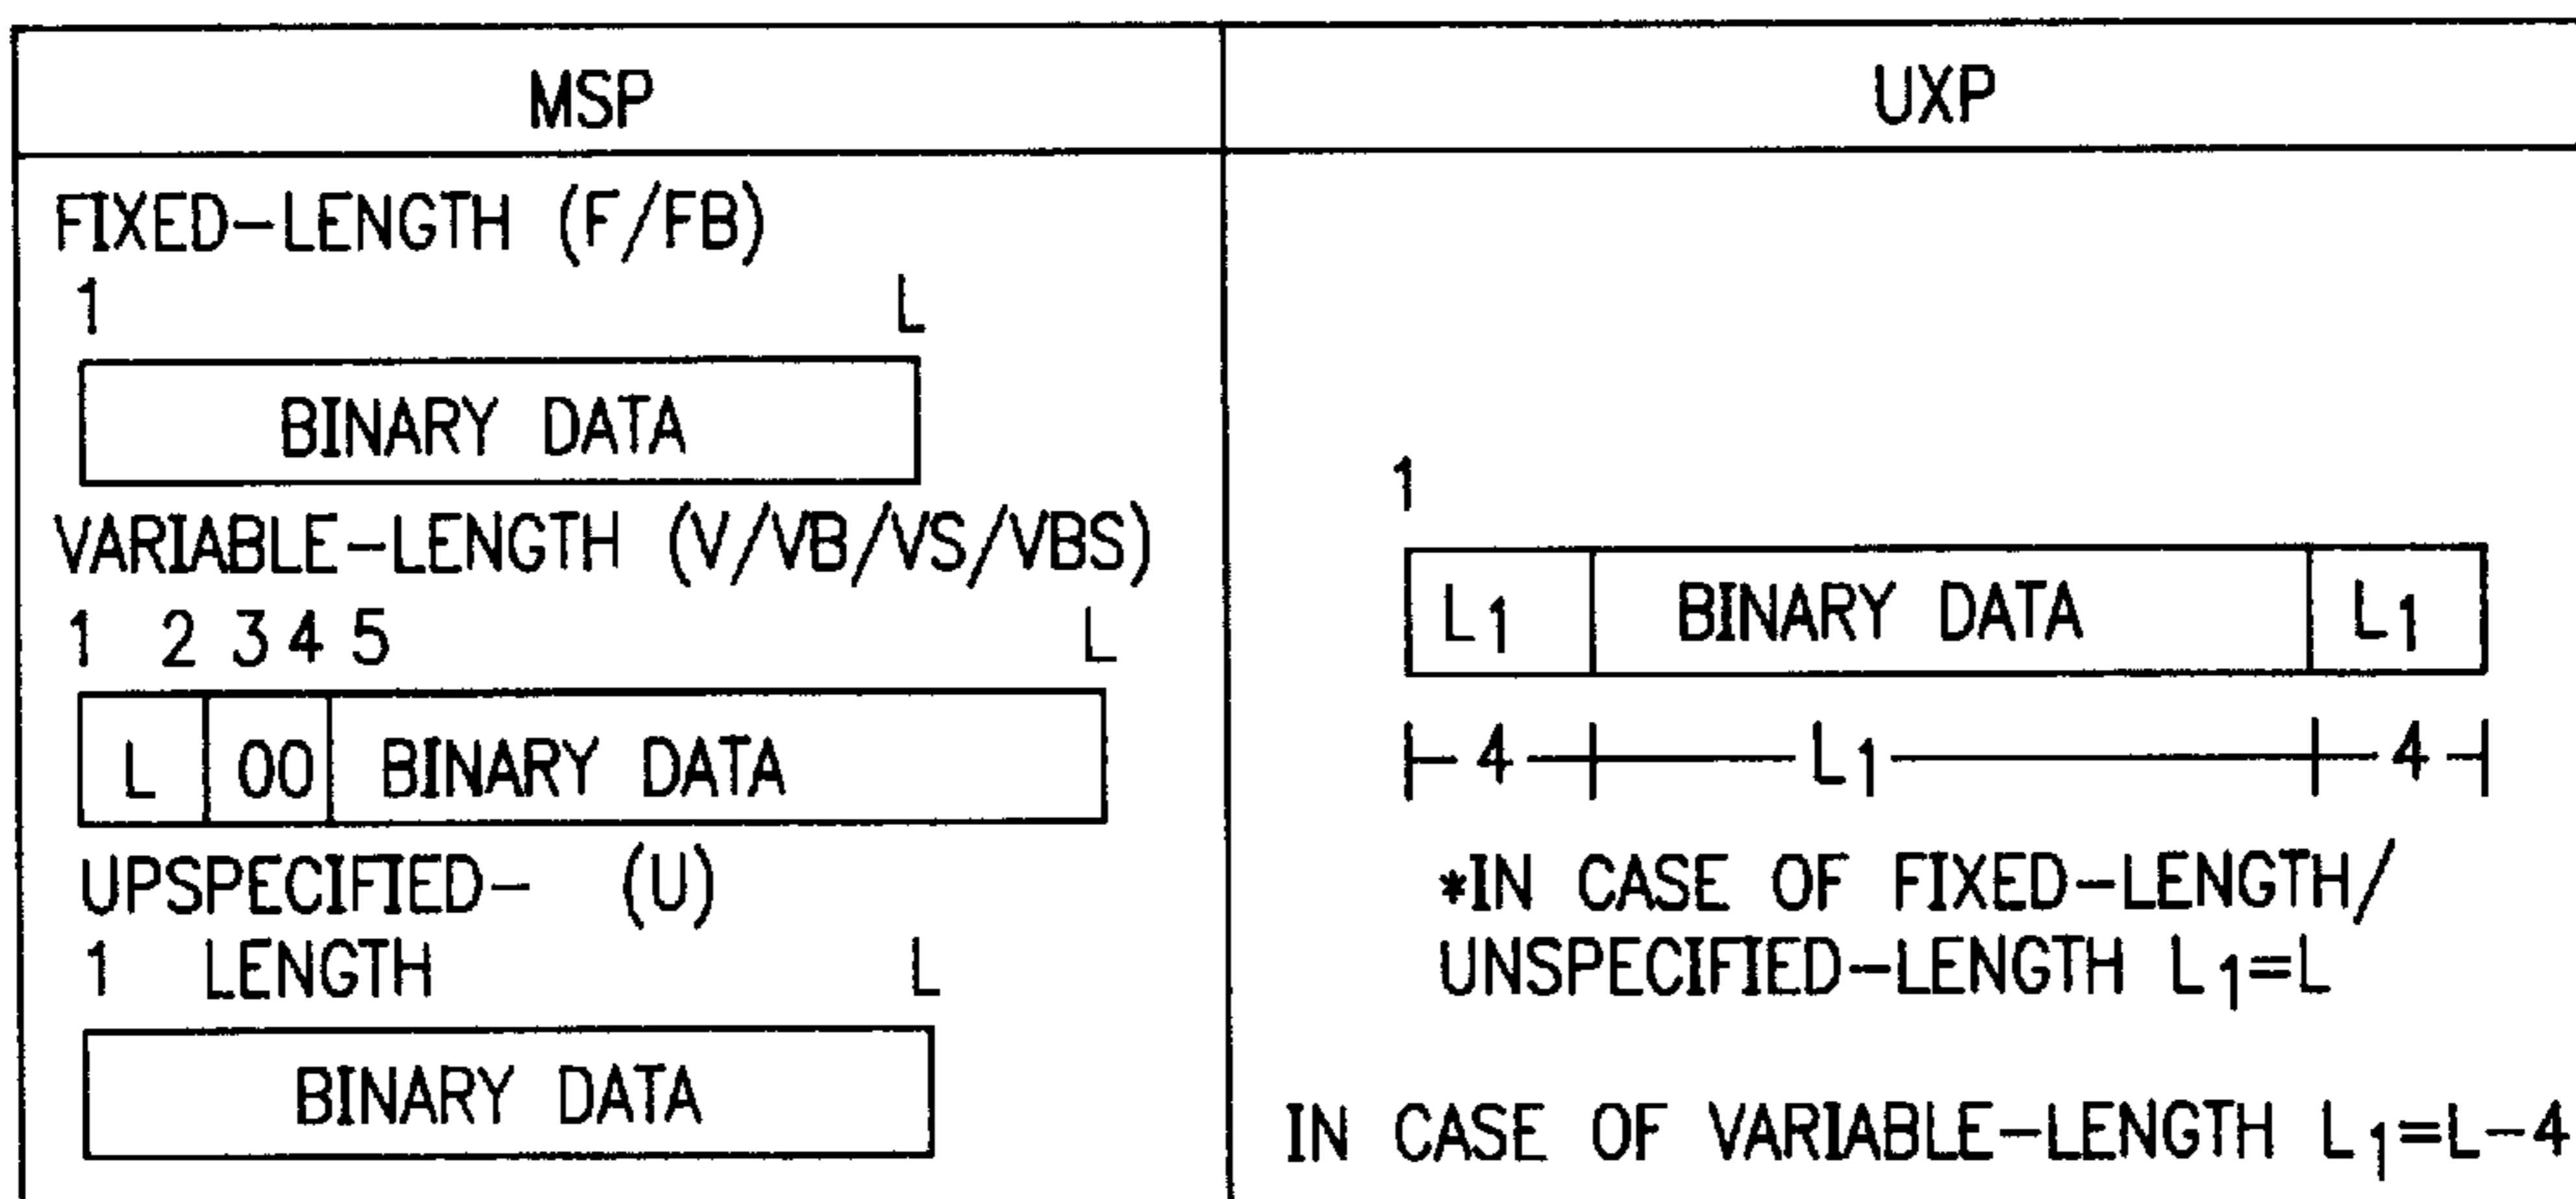 MSP
UXP
FIXED-LENGTH (F/FB)
1 L
BINARY DATA
VARIABLE-LENGTH (V/VB/VS/VBS)
1 2 3 4 5 L
L 00 BINARY DATA
UPSPECIFIED- (U)
1 LENGTH L
BINARY DATA
1
L1 BINARY DATA L1
4 L1 4
*IN CASE OF FIXED-LENGTH/
UNSPECIFIED-LENGTH L1=L
IN CASE OF VARIABLE-LENGTH L1=L-4